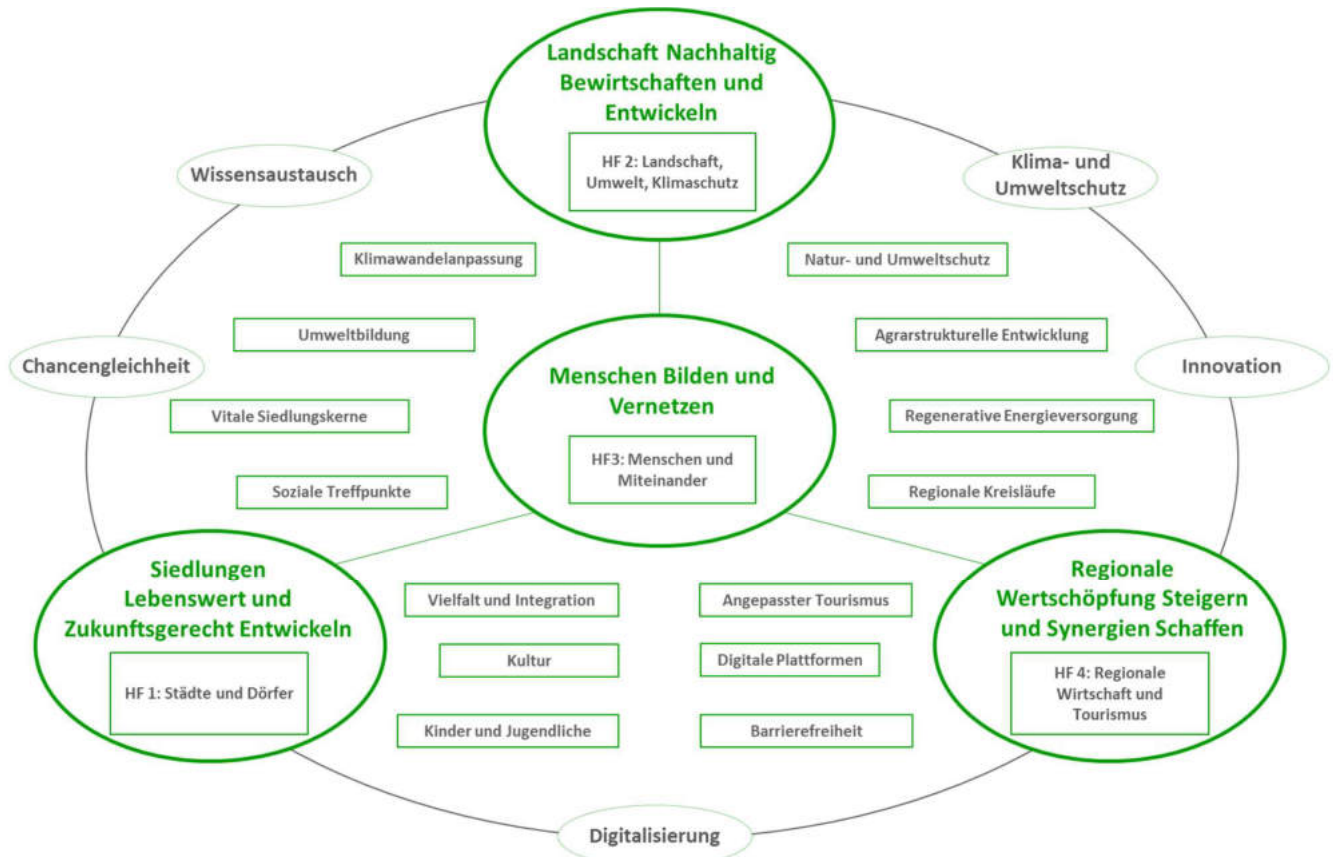 Landschaft Nachhaltig
Bewirtschaften und
Entwickeln
HF 2: Landschaft,
Umwelt, Klimaschutz
Wissensaustausch
Klima- und
Umweltschutz
Klimawandelanpassung
Natur- und Umweltschutz
Umweltbildung
Agrarstrukturelle Entwicklung
Chancengleichheit
Menschen Bilden und
Vernetzen
HF3: Menschen und
Miteinander
Innovation
Vitale Siedlungskerne
Regenerative Energieversorgung
Soziale Treffpunkte
Regionale Kreisläufe
Siedlungen
Lebenswert und
Zukunftsgerecht Entwickeln
HF 1: Städte und Dörfer
Vielfalt und Integration
Angepasster Tourismus
Kultur
Digitale Plattformen
Kinder und Jugendliche
Barrierefreiheit
Regionale
Wertschöpfung Steigern
und Synergien Schaffen
HF 4: Regionale
Wirtschaft und
Tourismus
Digitalisierung